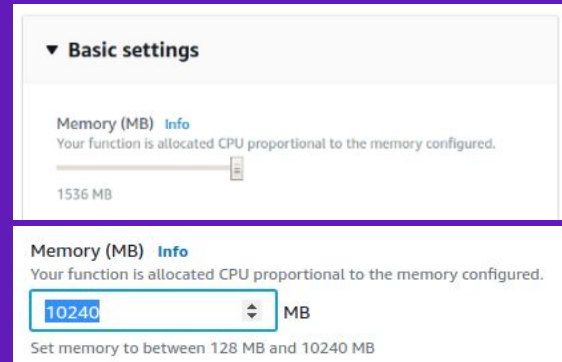 ▼ Basic settings
Memory (MB) Info
Your function is allocated CPU proportional to the memory configured.
1536 MB
Memory (MB) Info
Your function is allocated CPU proportional to the memory configured.
10240 MB
Set memory to between 128 MB and 10240 MB